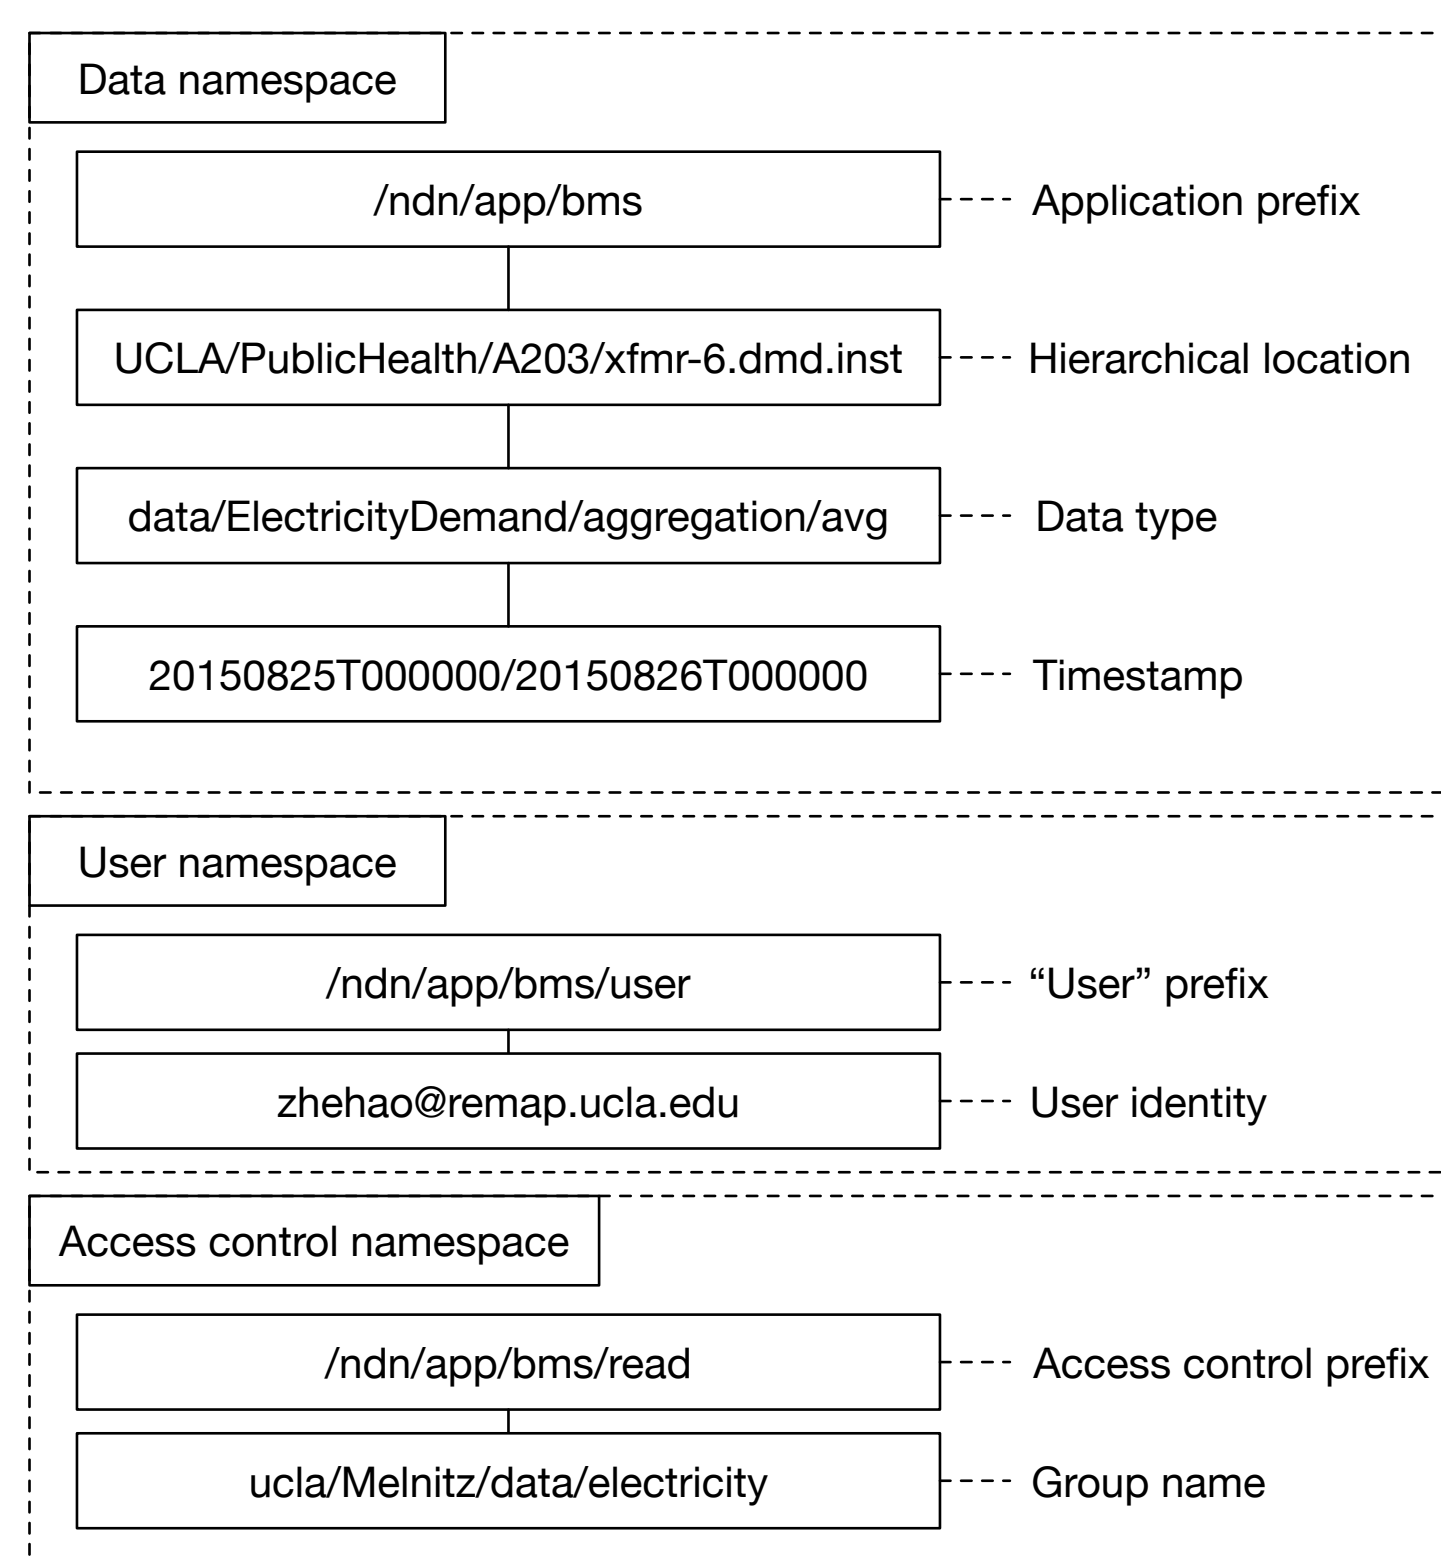 Data namespace
/ndn/app/bms
Application prefix
UCLA/PublicHealth/A203/xfmr-6.dmd.inst
Hierarchical location
data/ElectricityDemand/aggregation/avg
Data type
20150825T000000/20150826T000000
Timestamp
User namespace
/ndn/app/bms/user
“User” prefix
zhehao@remap.ucla.edu
User identity
Access control namespace
/ndn/app/bms/read
Access control prefix
ucla/Melnitz/data/electricity
Group name